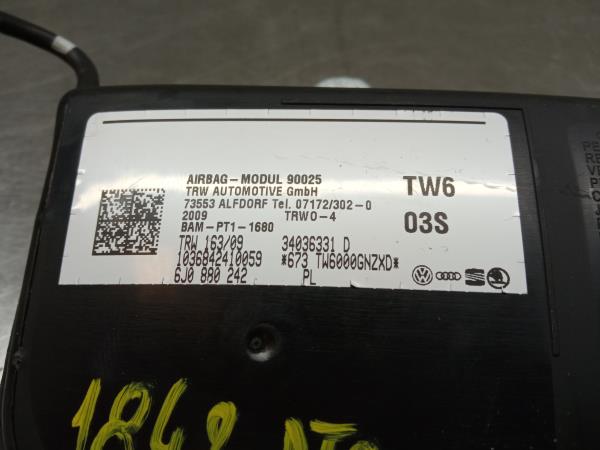 AIRBAG-MODUL 90025
TRW AUTOMOTIVE GmbH
73553 ALFDORF Tel. 07172/302-0
2009 TRWO-4
BAM-PT1-1680
TRW 163/09 34036331 D
1036842410059 *673 TW6000GNZXD*
6J0 880 242 PL
TW6
03S
1848